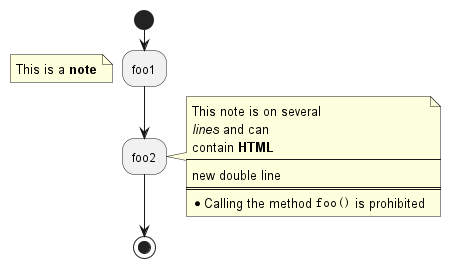 foo1
This is a note
This note is on several
lines and can
contain HTML
foo2
new double line
• Calling the method foo() is prohibited